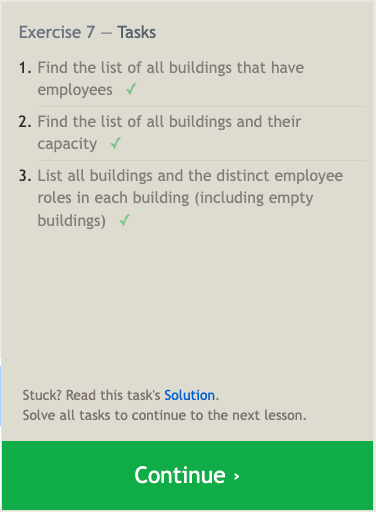 Exercise 7 — Tasks
1. Find the list of all buildings that have
employees ✓
2. Find the list of all buildings and their
capacity ✓
3. List all buildings and the distinct employee
roles in each building (including empty
buildings) ✓
Stuck? Read this task's Solution.
Solve all tasks to continue to the next lesson.
Continue ›